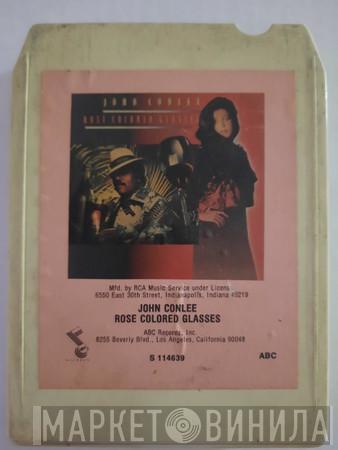 JOHN CONLEE
ROSE COLORED GLASSES
Mfd. by RCA Music Service under License
6550 East 30th Street, Indianapolis, Indiana 46219
JOHN CONLEE
ROSE COLORED GLASSES
ABC Records, Inc.
8255 Beverly Blvd., Los Angeles, California 90048
S 114639 ABC
МАРКЕТ ВИНИЛА